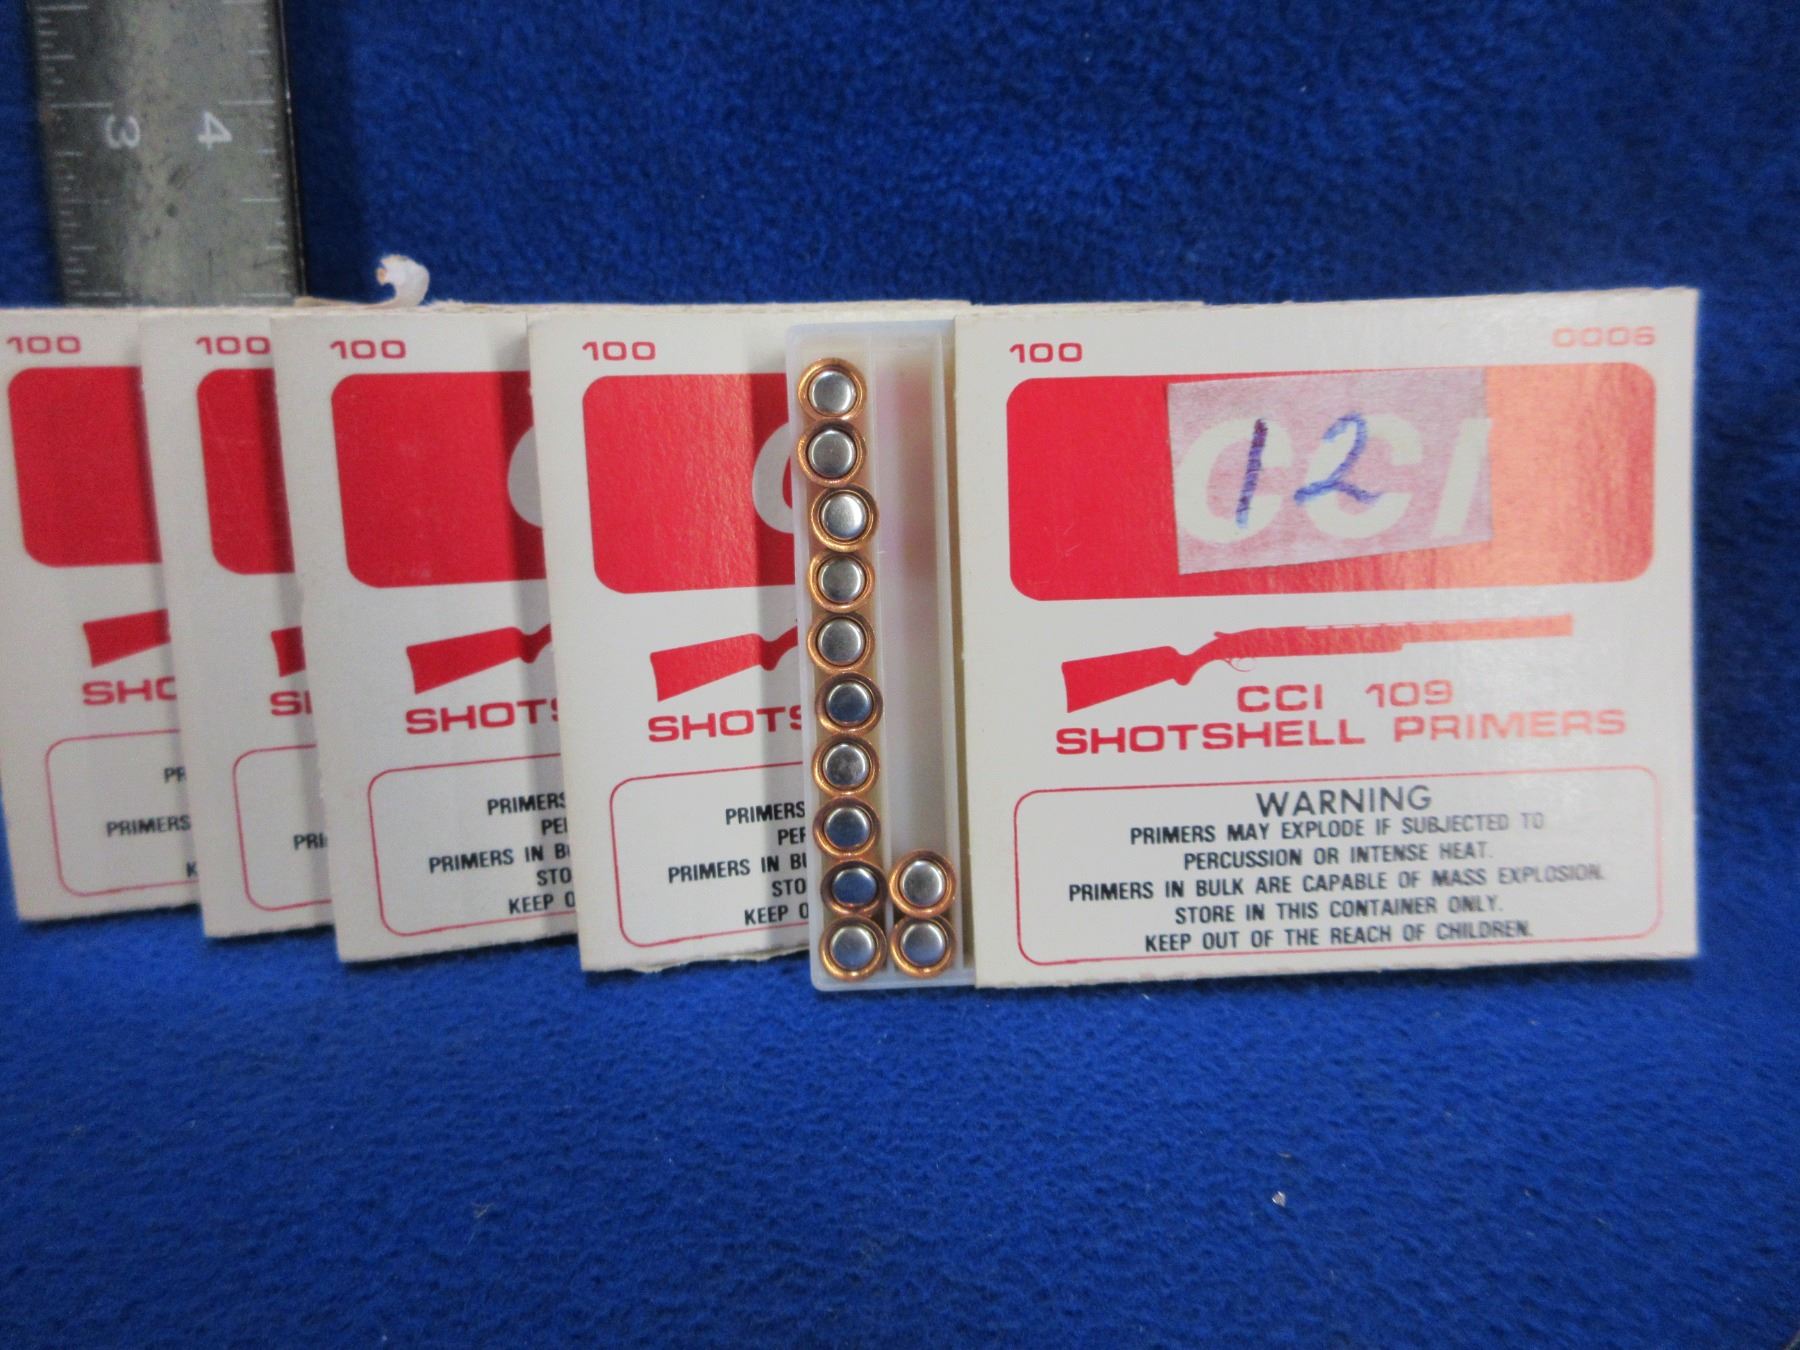 3 4
100
SHO
PR
PRIMERS
K
100
SH
PRI
100
SHOTS
PRIMERS
PE
PRIMERS IN B
STO
KEEP O
100
SHOTS
PRIMERS
PER
PRIMERS IN BU
STO
KEEP O
100 0006
CCI
12
CCI 109
SHOTSHELL PRIMERS
WARNING
PRIMERS MAY EXPLODE IF SUBJECTED TO
PERCUSSION OR INTENSE HEAT.
PRIMERS IN BULK ARE CAPABLE OF MASS EXPLOSION.
STORE IN THIS CONTAINER ONLY.
KEEP OUT OF THE REACH OF CHILDREN.